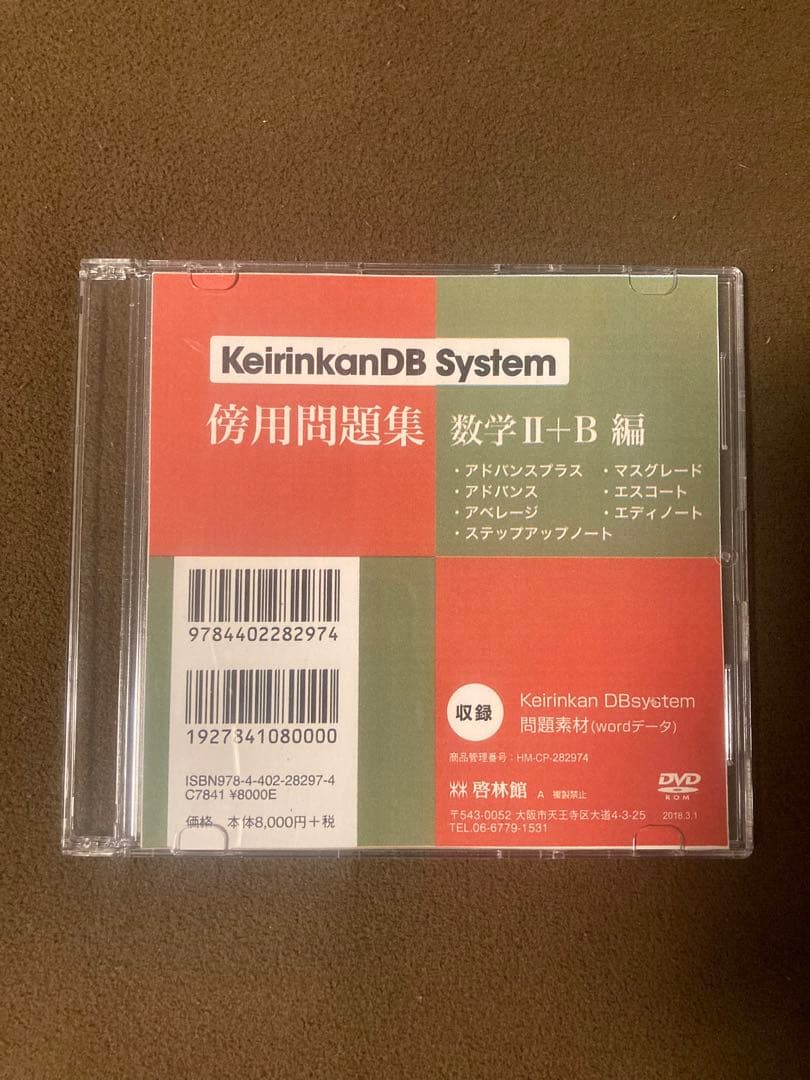 KeirinkanDB System
傍用問題集 数学Ⅱ+B 編
・アドバンスプラス ・マスグレード
・アドバンス ・エスコート
・アベレージ ・エディノート
・ステップアップノート
9784402282974
1927841080000
ISBN978-4-402-28297-4
C7841 ¥8000E
価格 本体8,000円+税
収録
Keirinkan DBsystem
問題素材(wordデータ)
商品管理番号:HM-CP-282974
啓林館 A 複製禁止
DVD
ROM
〒543-0052 大阪市天王寺区大道4-3-25 2018.3.1
TEL.06-6779-1531